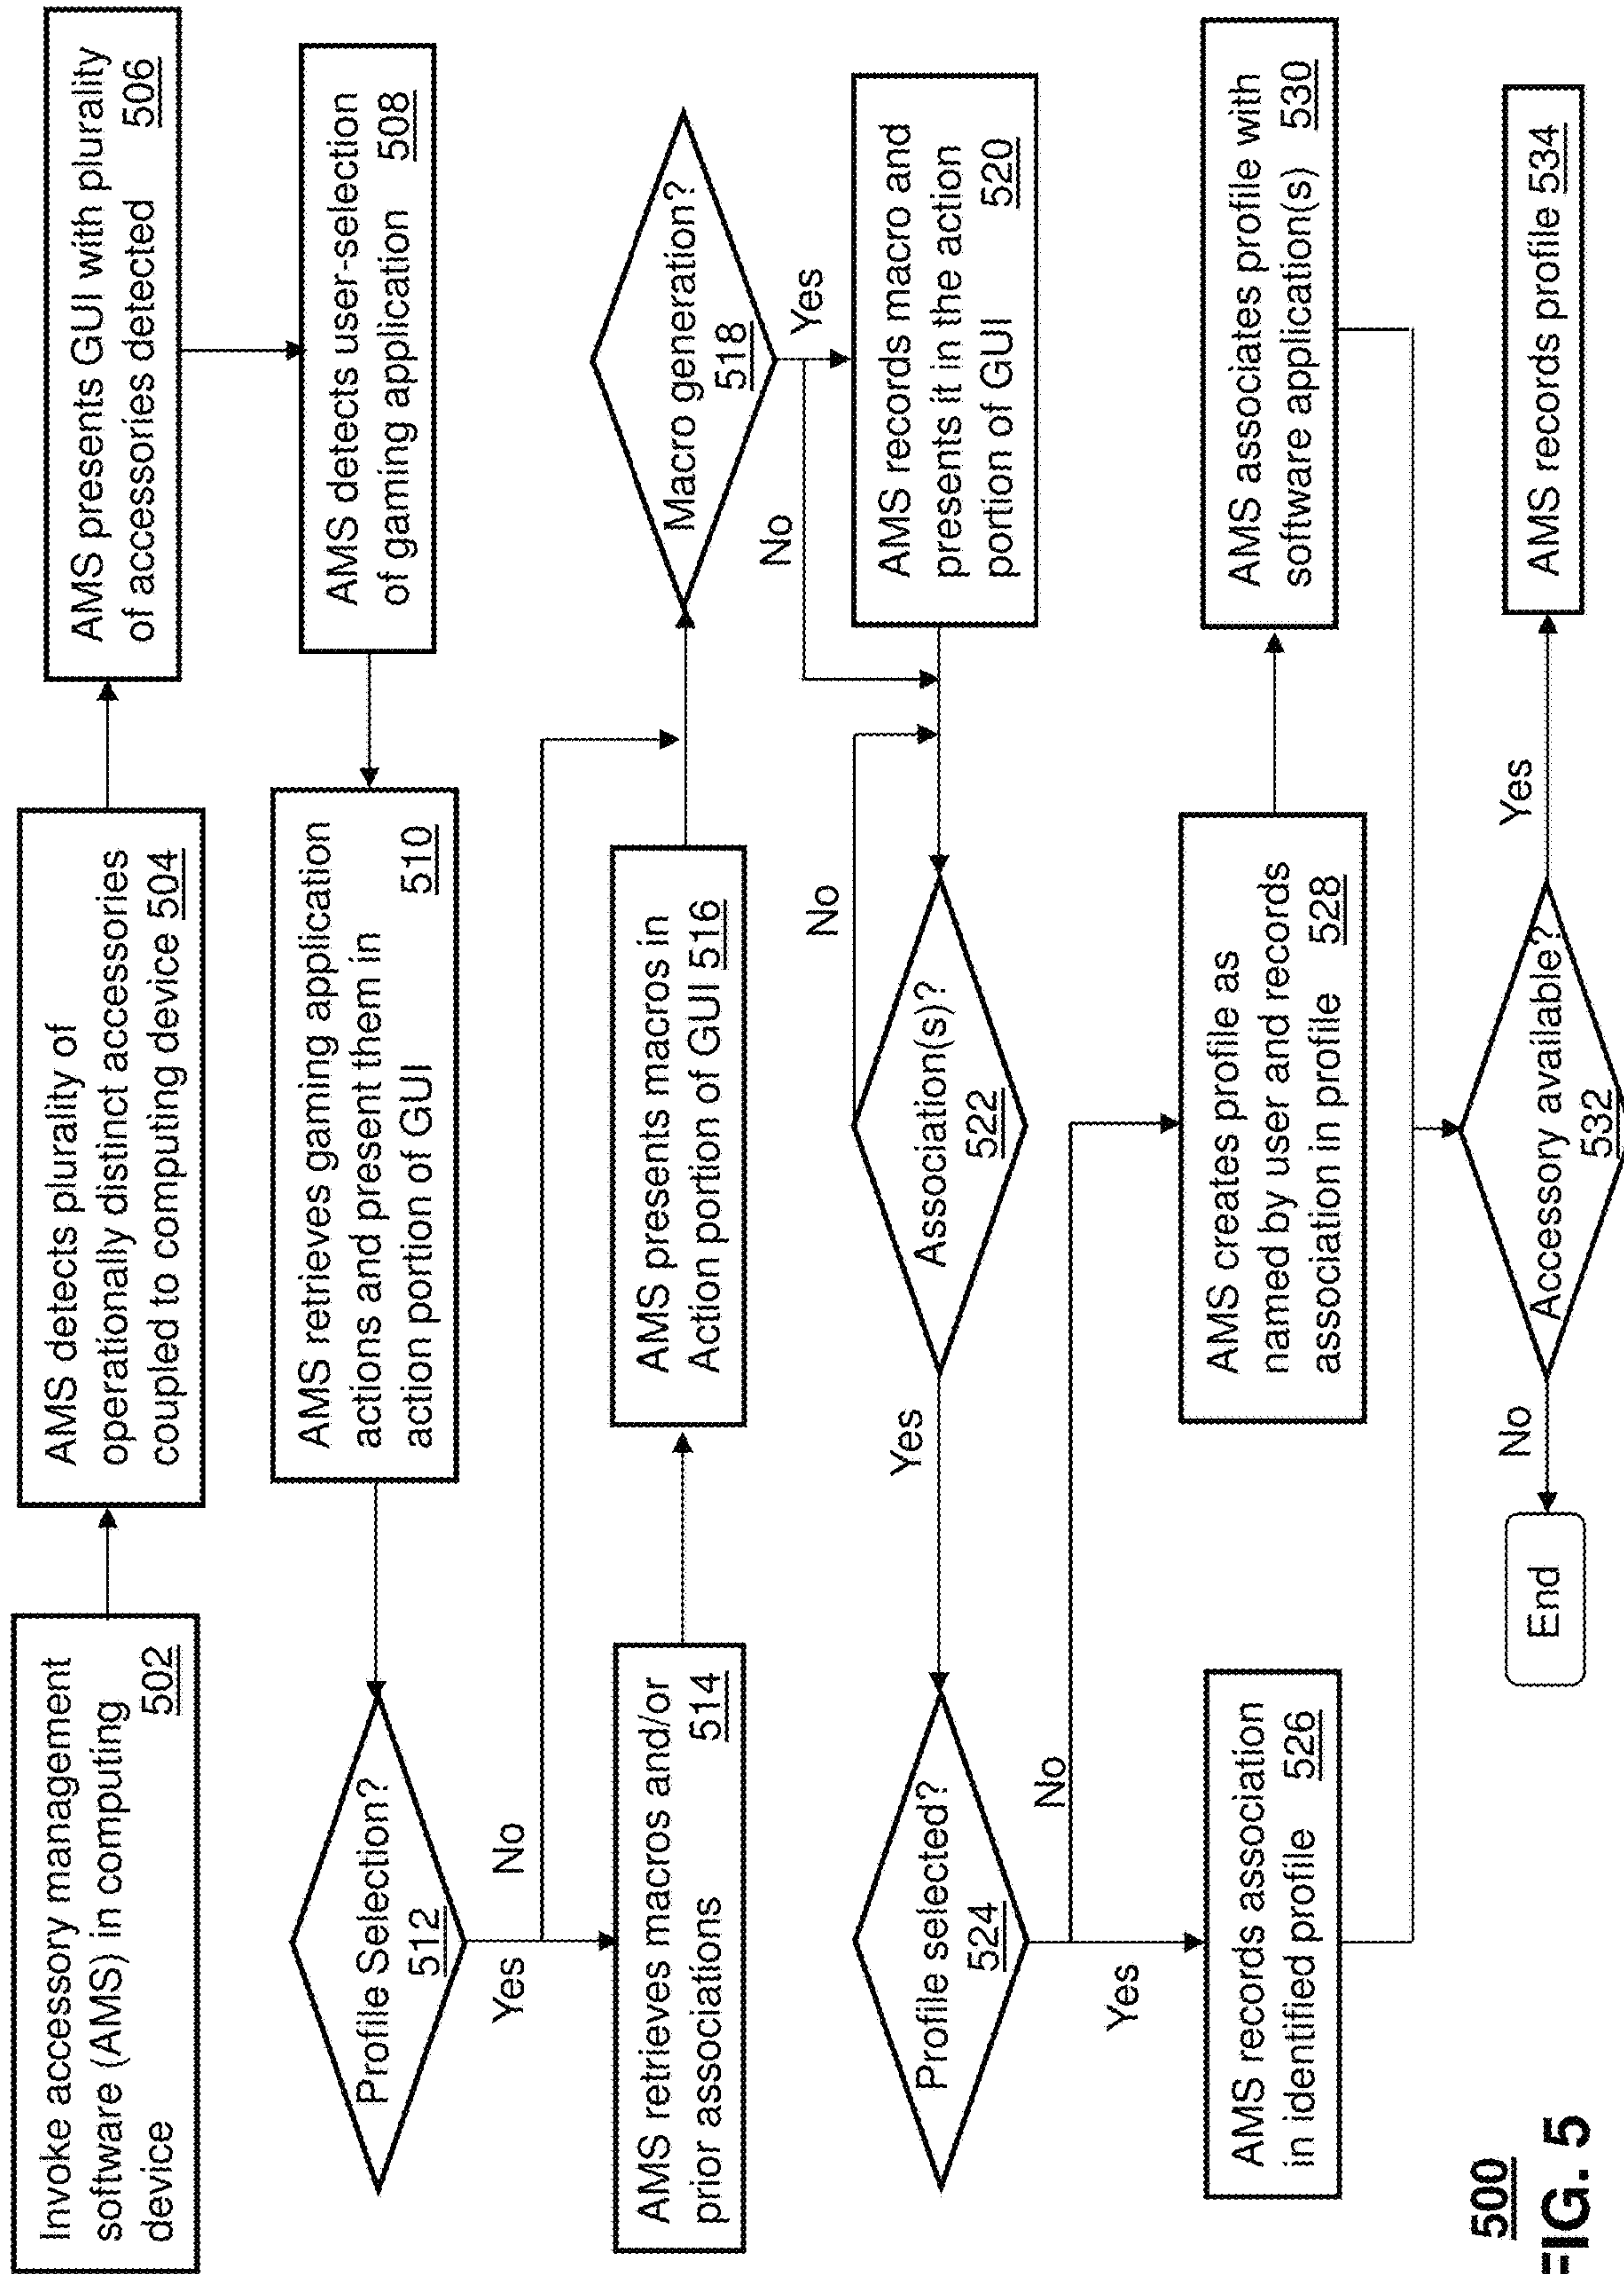 Invoke accessory management
software (AMS) in computing
device 502
AMS detects plurality of
operationally distinct accessories
coupled to computing device 504
AMS presents GUI with plurality
of accessories detected 506
AMS detects user-selection
of gaming application 508
AMS retrieves gaming application
actions and present them in
action portion of GUI 510
Profile Selection?
512
Yes
No
AMS retrieves macros and/or
prior associations 514
AMS presents macros in
Action portion of GUI 516
Macro generation?
518
No
Yes
AMS records macro and
presents it in the action
portion of GUI 520
Association(s)?
522
No
Yes
Profile selected?
524
Yes
No
AMS records association
in identified profile 526
AMS creates profile as
named by user and records
association in profile 528
AMS associates profile with
software application(s) 530
Accessory available?
532
No
Yes
End
AMS records profile 534
500
FIG. 5